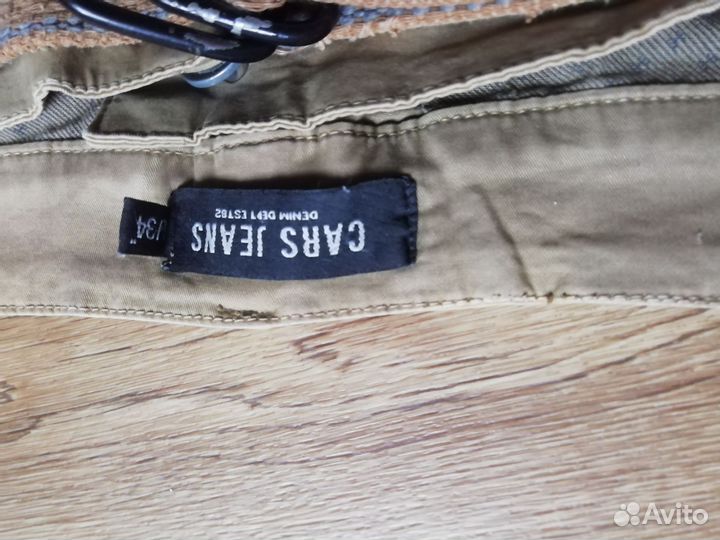 CARS JEANS
DENIM DEPT EST82
/34"
Avito